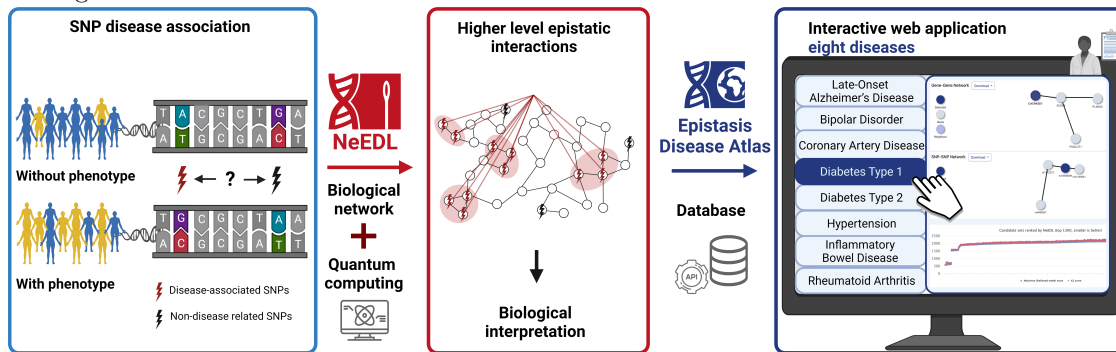 SNP disease association
T A C G C T G A
A T G C G A C T
Without phenotype
?
T G C G C T A A
A C G C G A T T
With phenotype
Disease-associated SNPs
Non-disease related SNPs
NeEDL
Biological
network
+
Quantum
computing
Higher level epistatic
interactions
Biological
interpretation
Epistasis
Disease Atlas
Database
API
Interactive web application
eight diseases
Late-Onset
Alzheimer's Disease
Bipolar Disorder
Coronary Artery Disease
Diabetes Type 1
Diabetes Type 2
Hypertension
Inflammatory
Bowel Disease
Rheumatoid Arthritis
Gene-Gene Network
Download
SNP-SNP Network
Download
Candidate sets ranked by NeEDL (top 1,000, smaller is better)
2500